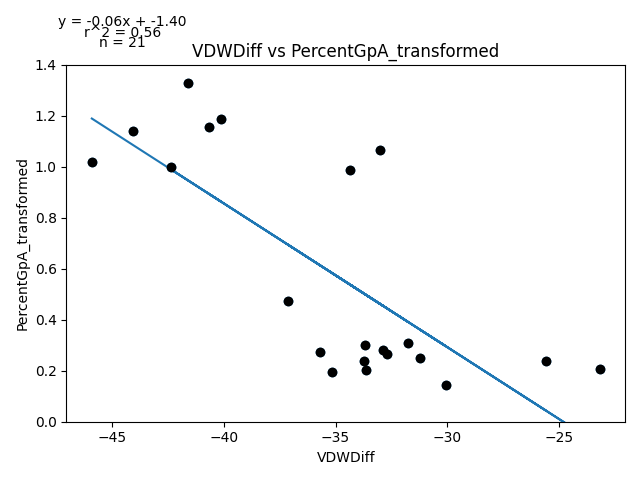 y = -0.06x + -1.40
r^2 = 0.56
n = 21
VDWDiff vs PercentGpA_transformed
PercentGpA_transformed
1.4
1.2
1.0
0.8
0.6
0.4
0.2
0.0
−45
−40
−35
−30
−25
VDWDiff